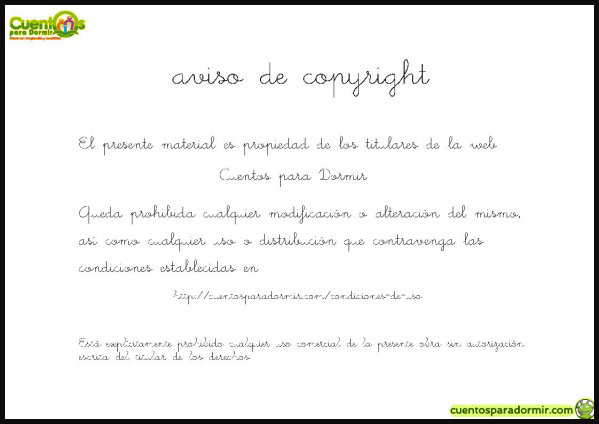 Cuentos
para Dormir
aviso de copyright
El presente material es propiedad de los titulares de la web
Cuentos para Dormir
Queda prohibida cualquier modificación o alteración del mismo,
así como cualquier uso o distribución que contravenga las
condiciones establecidas en
http://cuentosparadormir.com/condiciones-de-uso
Está explícitamente prohibido cualquier uso comercial de la presente obra sin autorización
escrita del titular de los derechos
cuentosparadormir.com